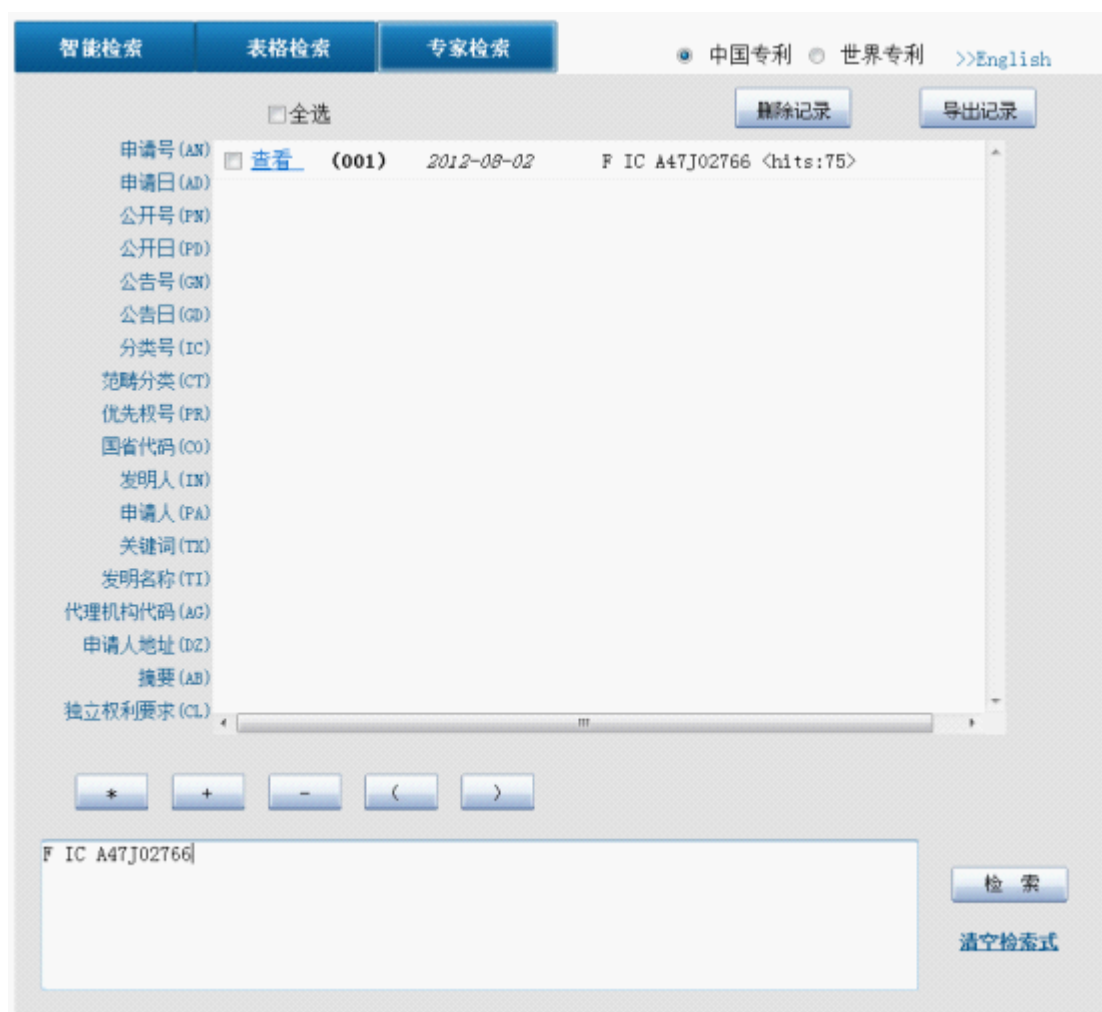 智能检索 表格检索 专家检索 中国专利 世界专利 >>English
全选 删除记录 导出记录
申请号(AN) 查看 (001) 2012-08-02 F IC A47J02766 <hits:75>
申请日(AD)
公开号(PN)
公开日(PD)
公告号(GN)
公告日(GD)
分类号(IC)
范畴分类(CT)
优先权号(PR)
国省代码(CO)
发明人(IN)
申请人(PA)
关键词(TX)
发明名称(TI)
代理机构代码(AG)
申请人地址(DZ)
摘要(AB)
独立权利要求(CL)
* + - ( )
F IC A47J02766
检 索
清空检索式